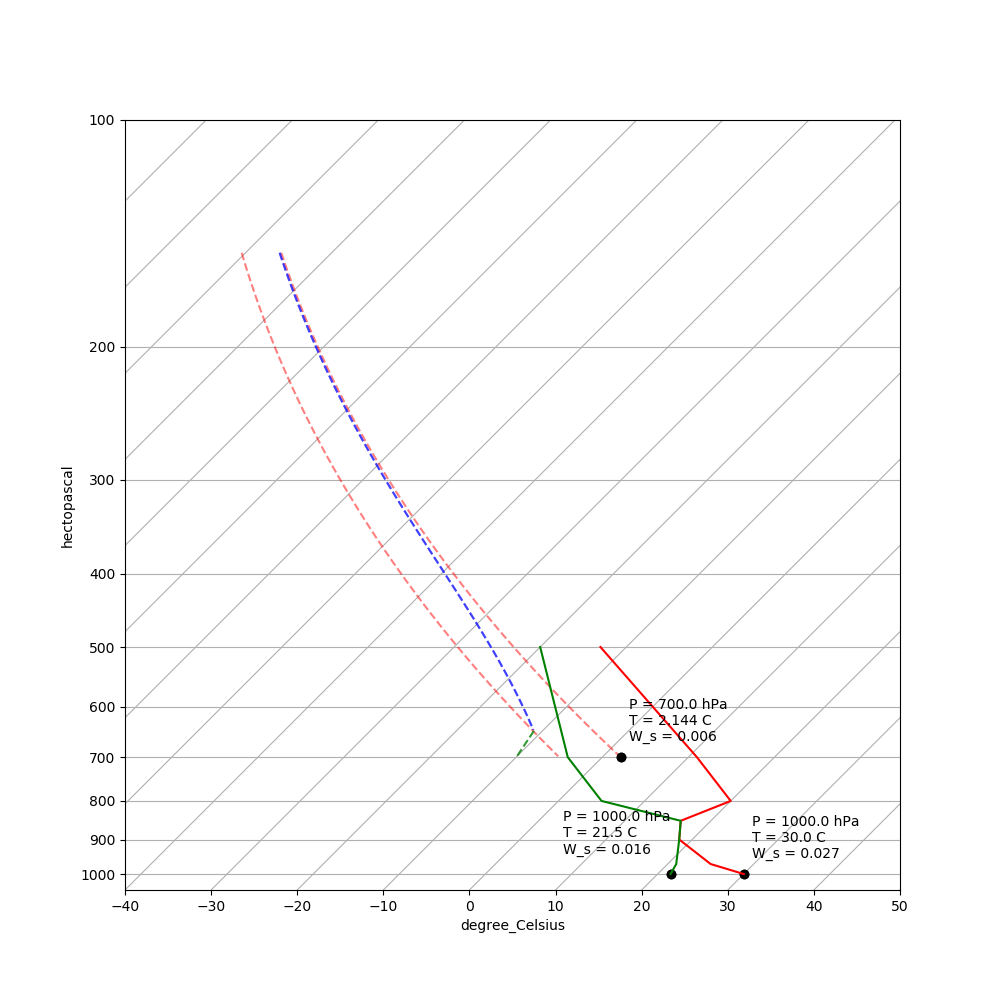 100
200
300
400
500
600
700
800
900
1000
hectopascal
P = 700.0 hPa
T = 2.144 C
W_s = 0.006
P = 1000.0 hPa
T = 21.5 C
W_s = 0.016
P = 1000.0 hPa
T = 30.0 C
W_s = 0.027
−40 −30 −20 −10 0 10 20 30 40 50
degree_Celsius